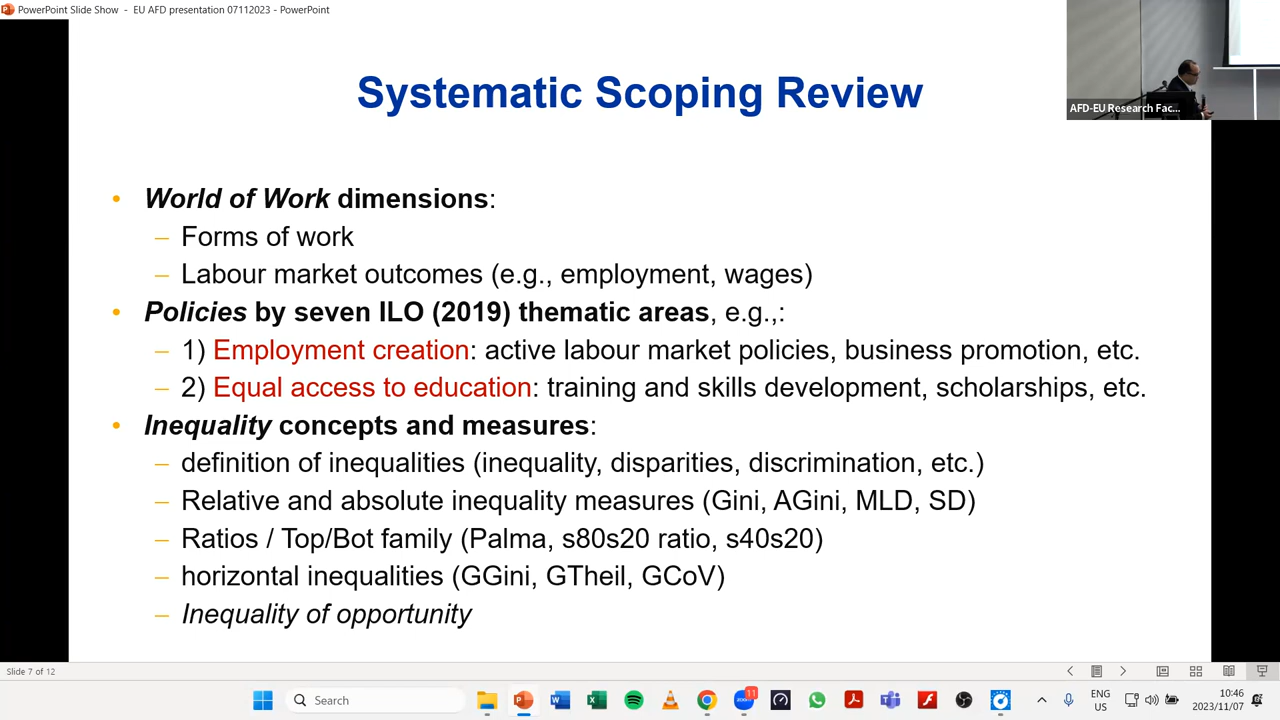 PowerPoint Slide Show - EU AFD presentation 07112023 - PowerPoint
AFD-EU Research Fac...
Systematic Scoping Review
• World of Work dimensions:
– Forms of work
– Labour market outcomes (e.g., employment, wages)
• Policies by seven ILO (2019) thematic areas, e.g.,:
– 1) Employment creation: active labour market policies, business promotion, etc.
– 2) Equal access to education: training and skills development, scholarships, etc.
• Inequality concepts and measures:
– definition of inequalities (inequality, disparities, discrimination, etc.)
– Relative and absolute inequality measures (Gini, AGini, MLD, SD)
– Ratios / Top/Bot family (Palma, s80s20 ratio, s40s20)
– horizontal inequalities (GGini, GTheil, GCoV)
– Inequality of opportunity
Slide 7 of 12
Search
11
ENG
US
10:46
2023/11/07